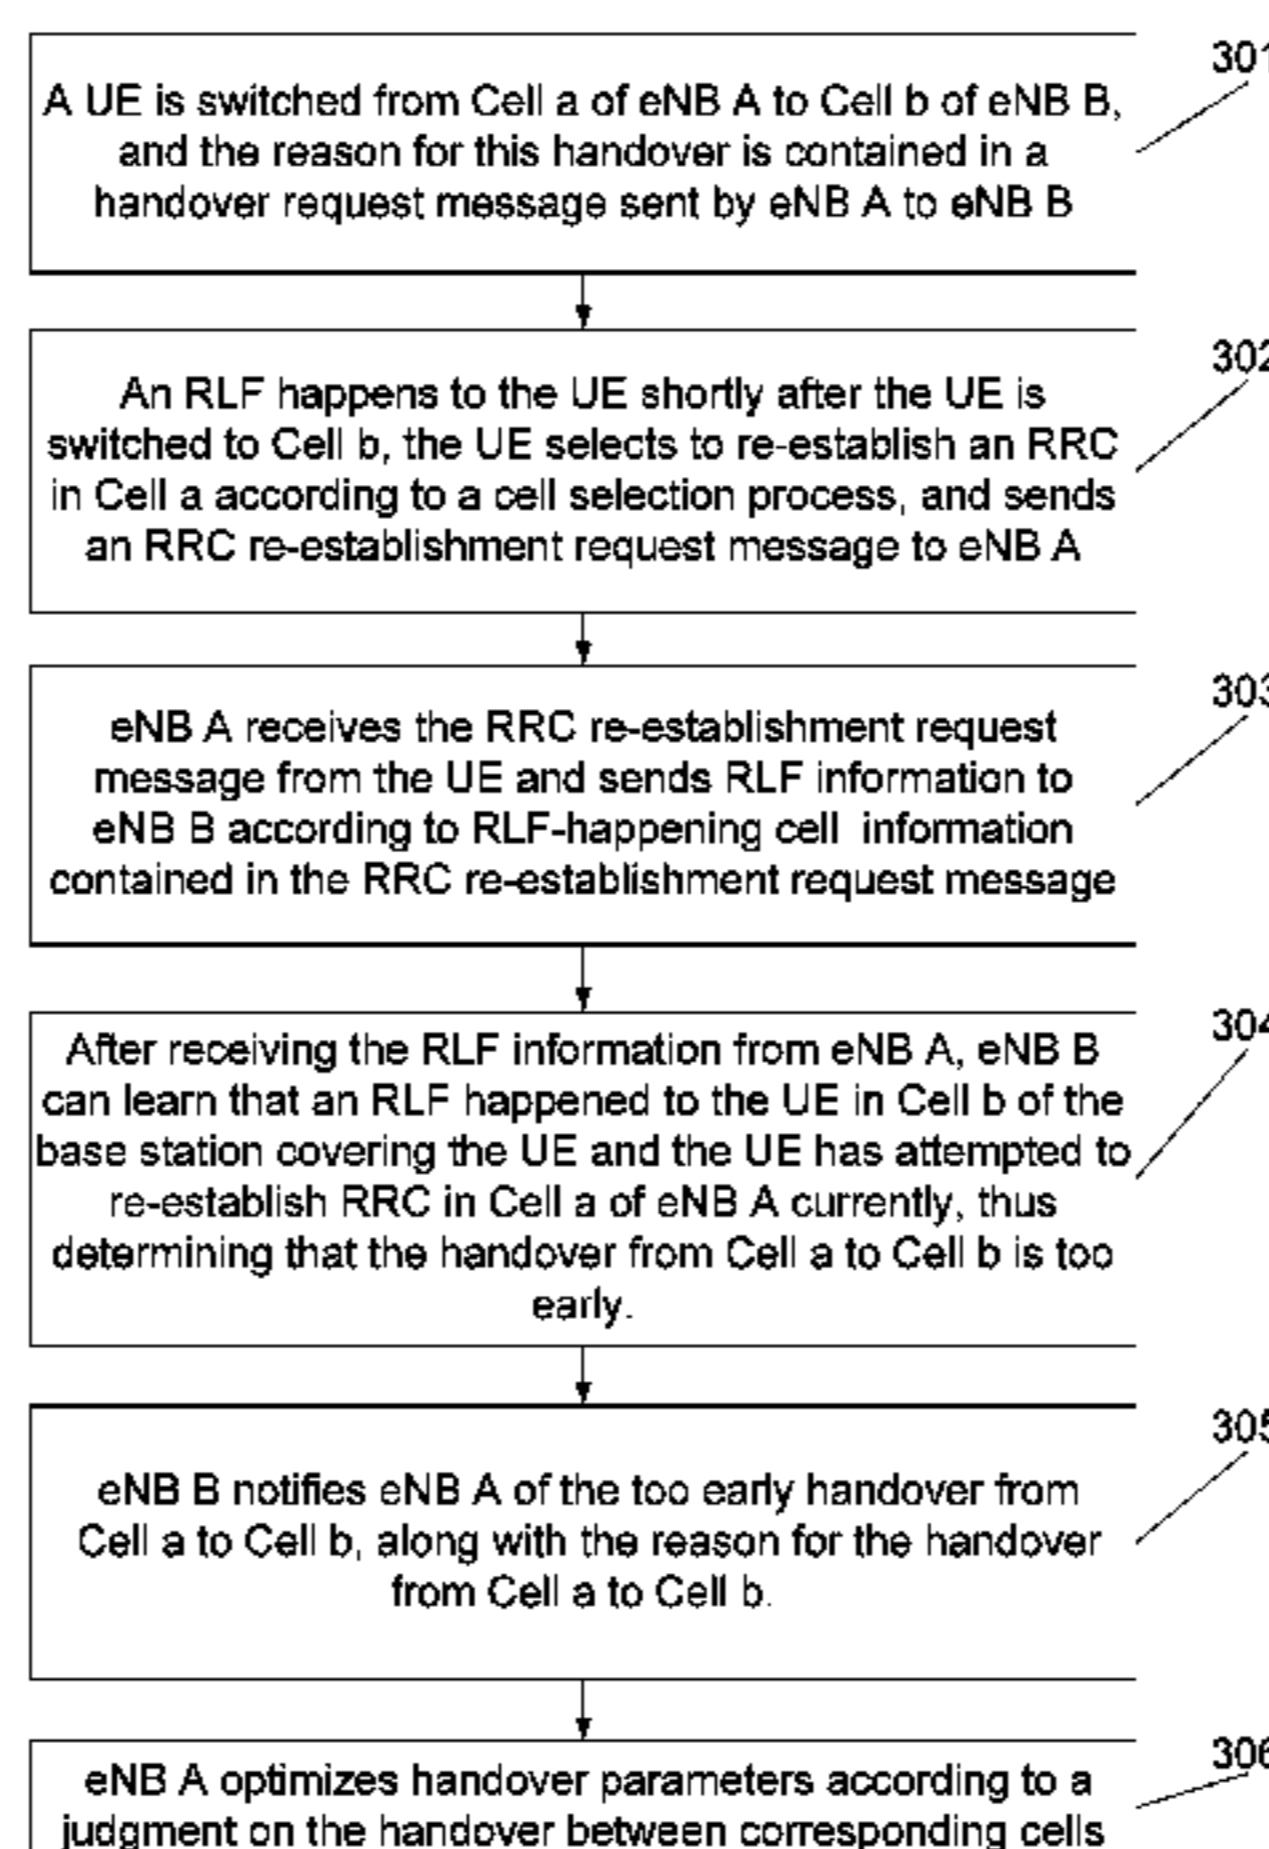 301
A UE is switched from Cell a of eNB A to Cell b of eNB B,
and the reason for this handover is contained in a
handover request message sent by eNB A to eNB B
302
An RLF happens to the UE shortly after the UE is
switched to Cell b, the UE selects to re-establish an RRC
in Cell a according to a cell selection process, and sends
an RRC re-establishment request message to eNB A
303
eNB A receives the RRC re-establishment request
message from the UE and sends RLF information to
eNB B according to RLF-happening cell information
contained in the RRC re-establishment request message
304
After receiving the RLF information from eNB A, eNB B
can learn that an RLF happened to the UE in Cell b of the
base station covering the UE and the UE has attempted to
re-establish RRC in Cell a of eNB A currently, thus
determining that the handover from Cell a to Cell b is too
early.
305
eNB B notifies eNB A of the too early handover from
Cell a to Cell b, along with the reason for the handover
from Cell a to Cell b.
306
eNB A optimizes handover parameters according to a
judgment on the handover between corresponding cells